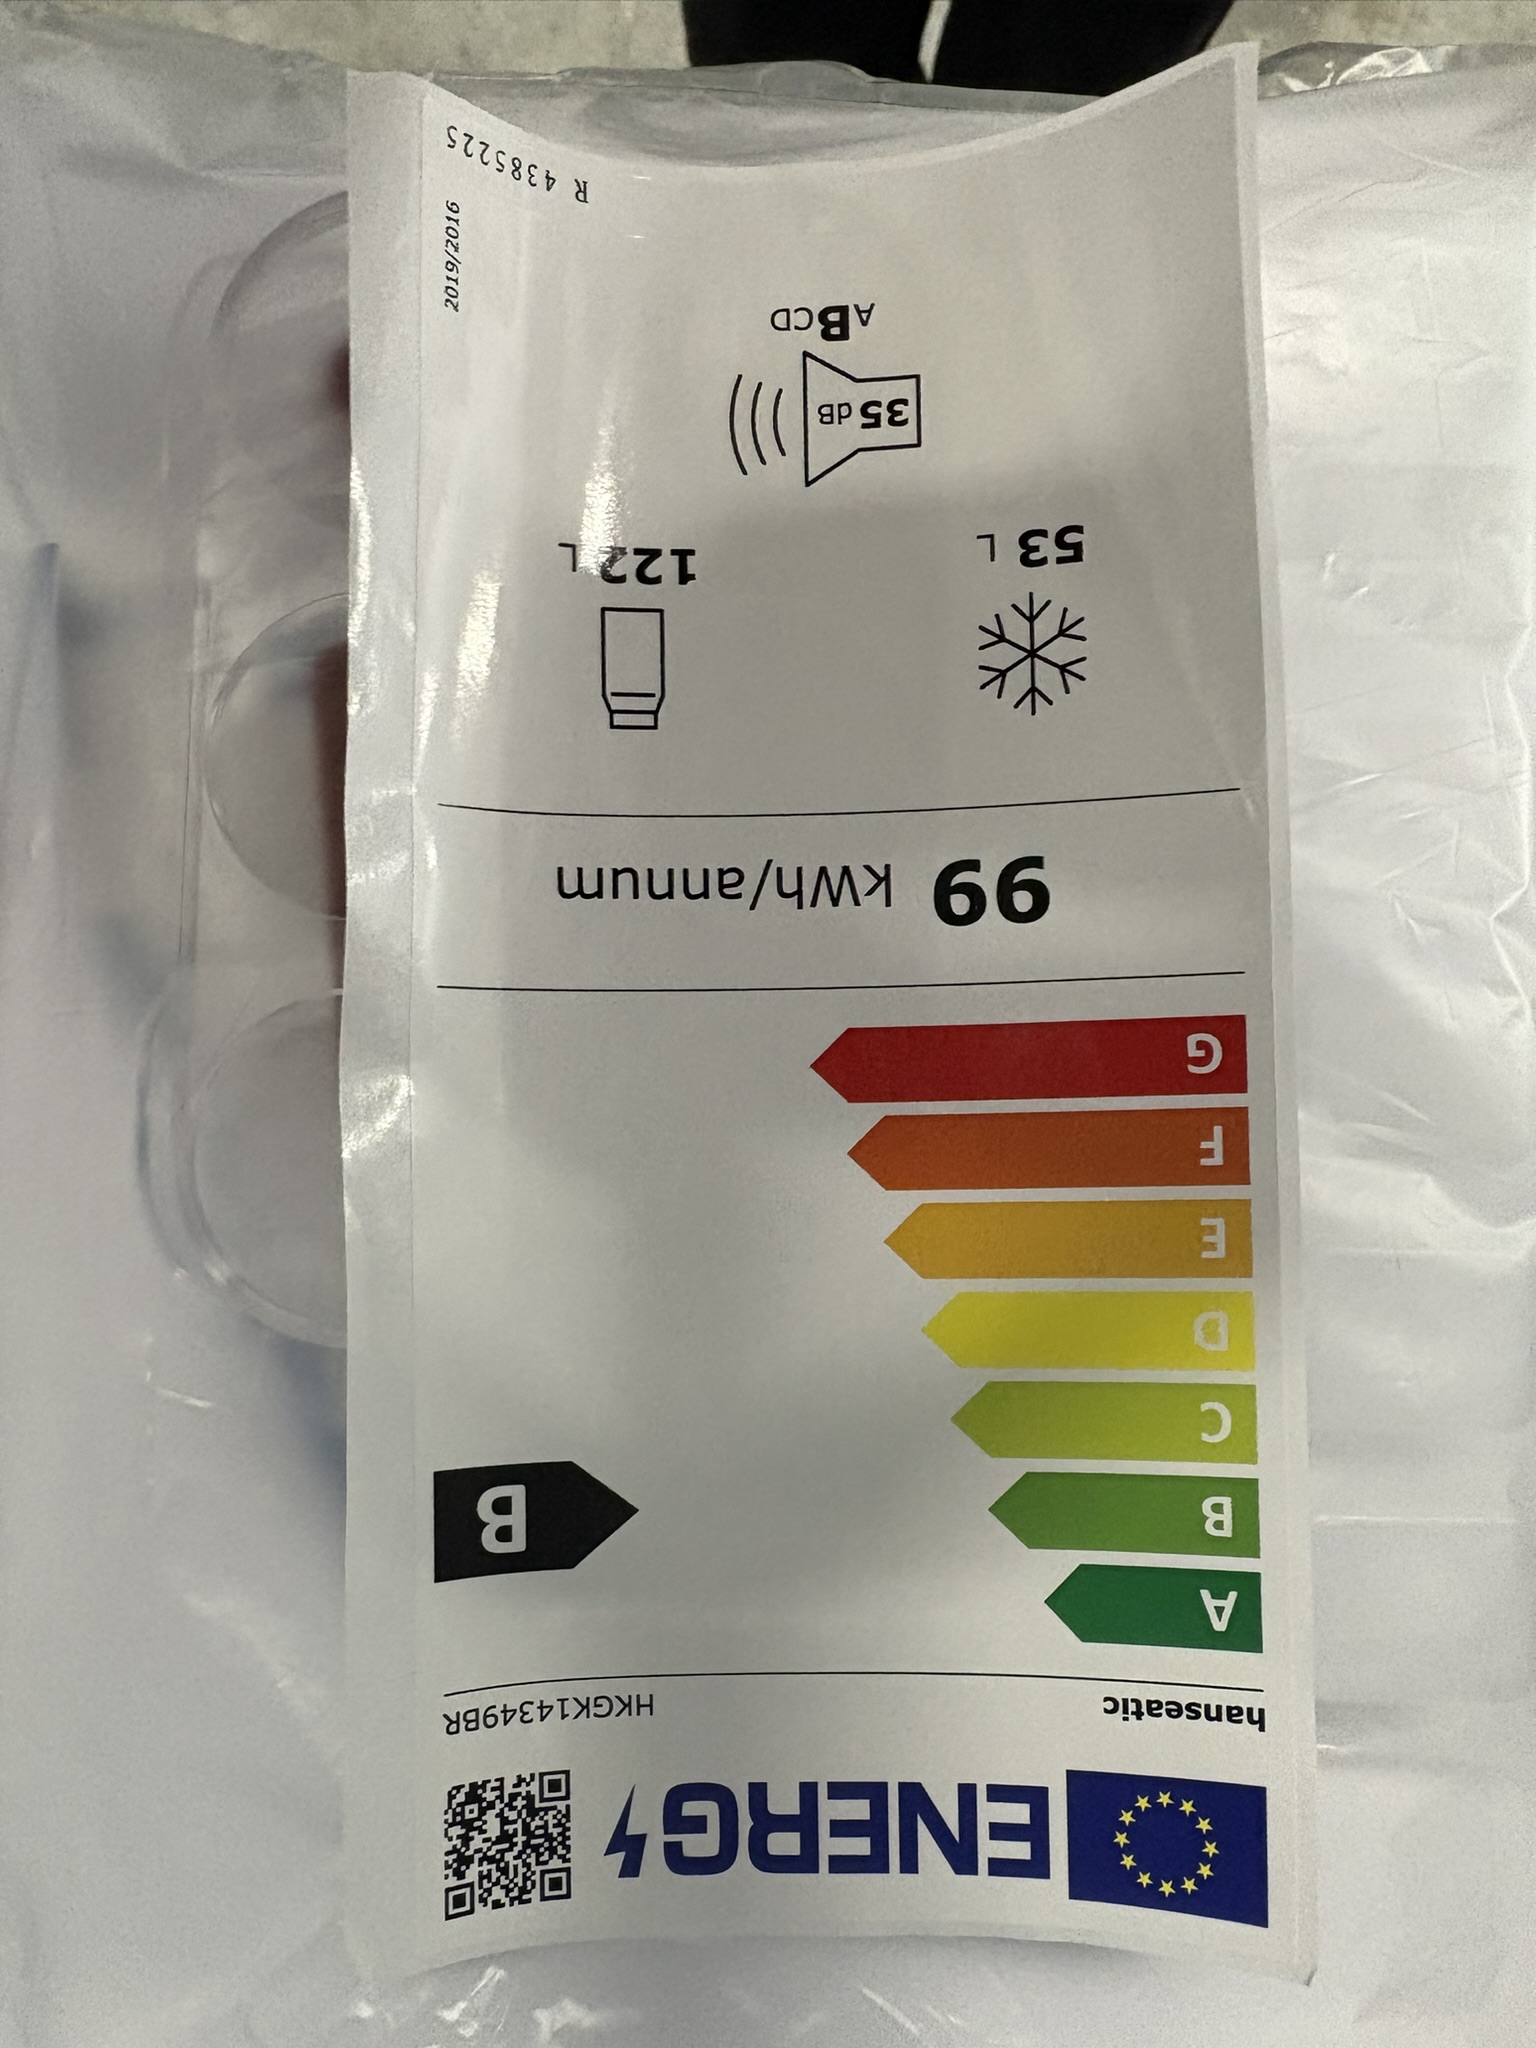 ENERG
hanseatic HKGK14349BR
A
B
B
C
D
E
F
G
99 kWh/annum
53 L
122 L
35 dB
ABCD
2019/2016
R 4385225